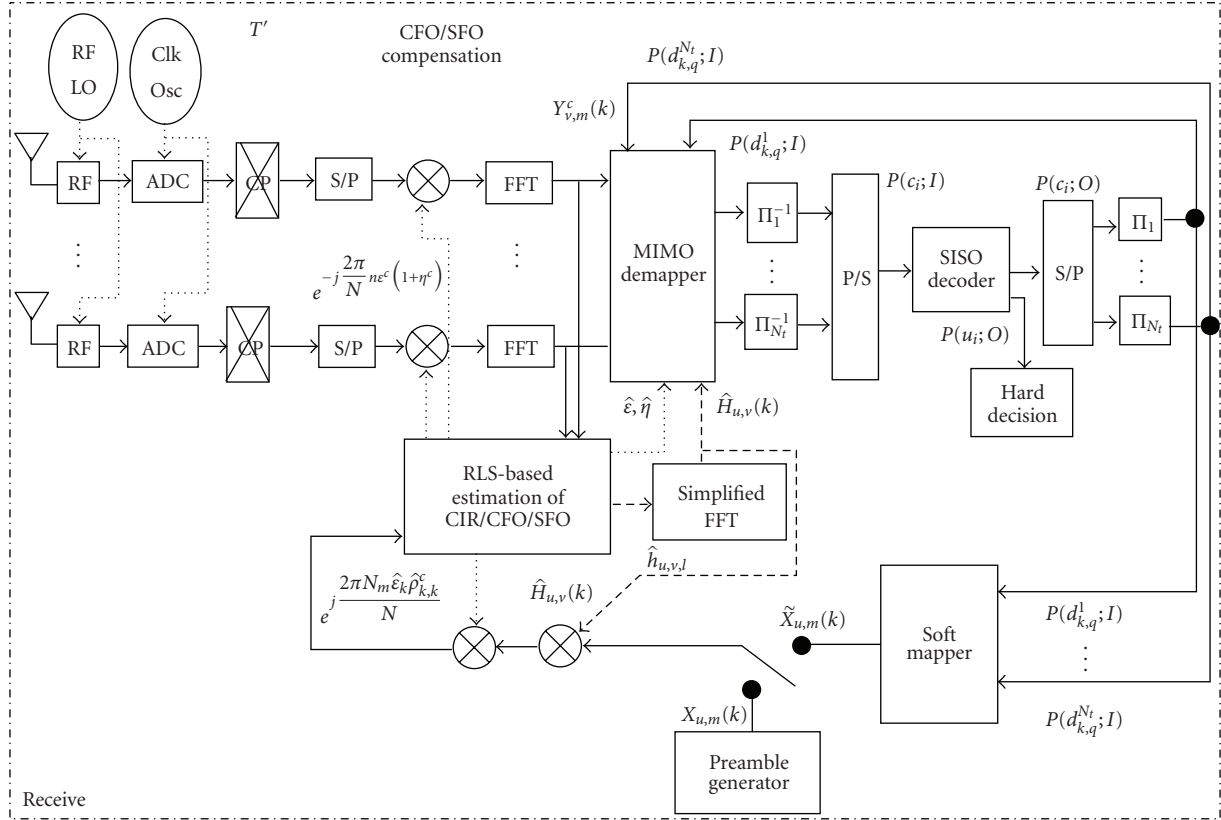 T′
CFO/SFO
compensation
RF
LO
Clk
Osc
P(d^{N_t}_{k,q}; I)
Y^c_{v,m}(k)
P(d^1_{k,q}; I)
RF
ADC
CP
S/P
FFT
MIMO
demapper
Π_1^{-1}
P(c_i; I)
P/S
SISO
decoder
P(c_i; O)
S/P
Π_1
⋮
⋮
⋮
⋮
e^{-j \frac{2π}{N} nε^c(1+η^c)}
RF
ADC
CP
S/P
FFT
Π_{N_t}^{-1}
P(u_i; O)
Π_{N_t}
Hard
decision
ε̂, η̂
Ĥ_{u,v}(k)
RLS-based
estimation of
CIR/CFO/SFO
Simplified
FFT
ĥ_{u,v,l}
e^{j \frac{2πN_m ε̂_k ρ̂^c_{k,k}}{N}}
Ĥ_{u,v}(k)
X̃_{u,m}(k)
Soft
mapper
P(d^1_{k,q}; I)
⋮
P(d^{N_t}_{k,q}; I)
X_{u,m}(k)
Preamble
generator
Receive